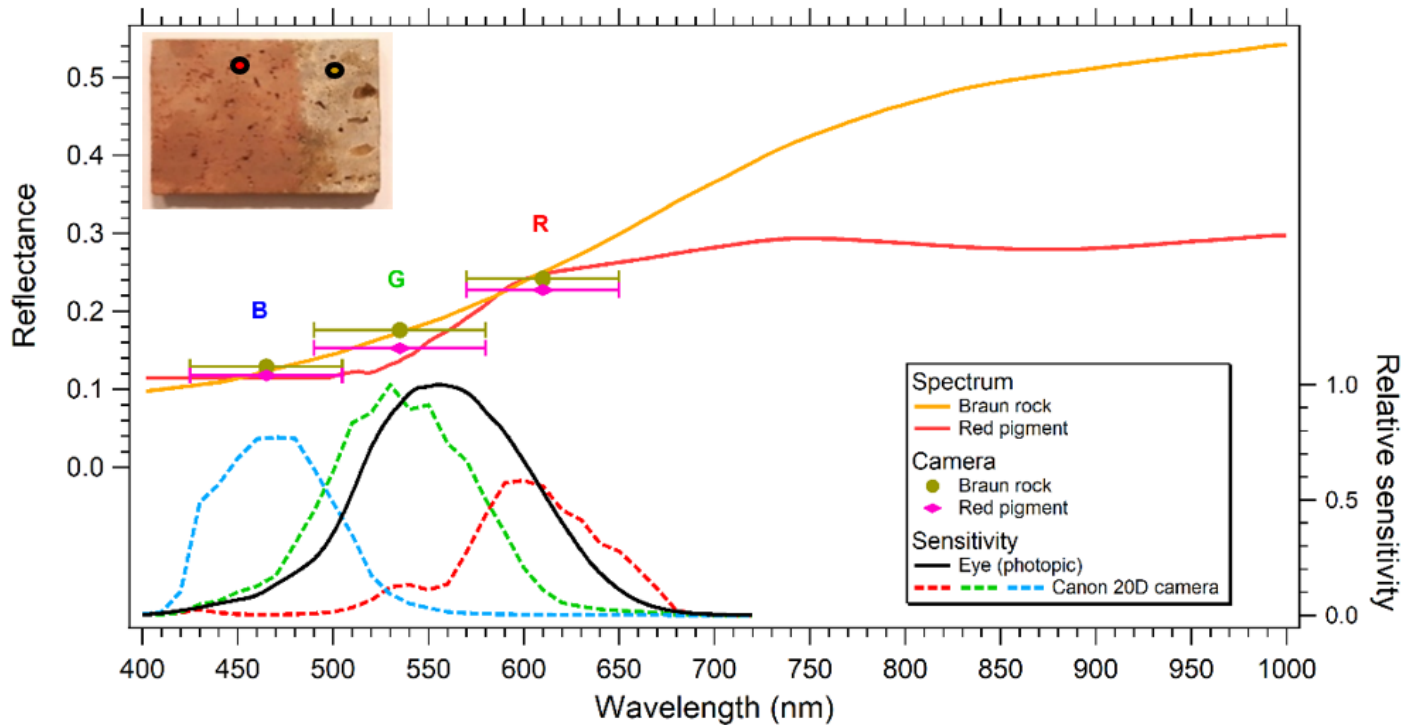 Reflectance
0.5
0.4
0.3
0.2
0.1
0.0
B
G
R
Spectrum
Braun rock
Red pigment
Camera
Braun rock
Red pigment
Sensitivity
Eye (photopic)
Canon 20D camera
1.0
0.5
0.0
Relative sensitivity
400 450 500 550 600 650 700 750 800 850 900 950 1000
Wavelength (nm)